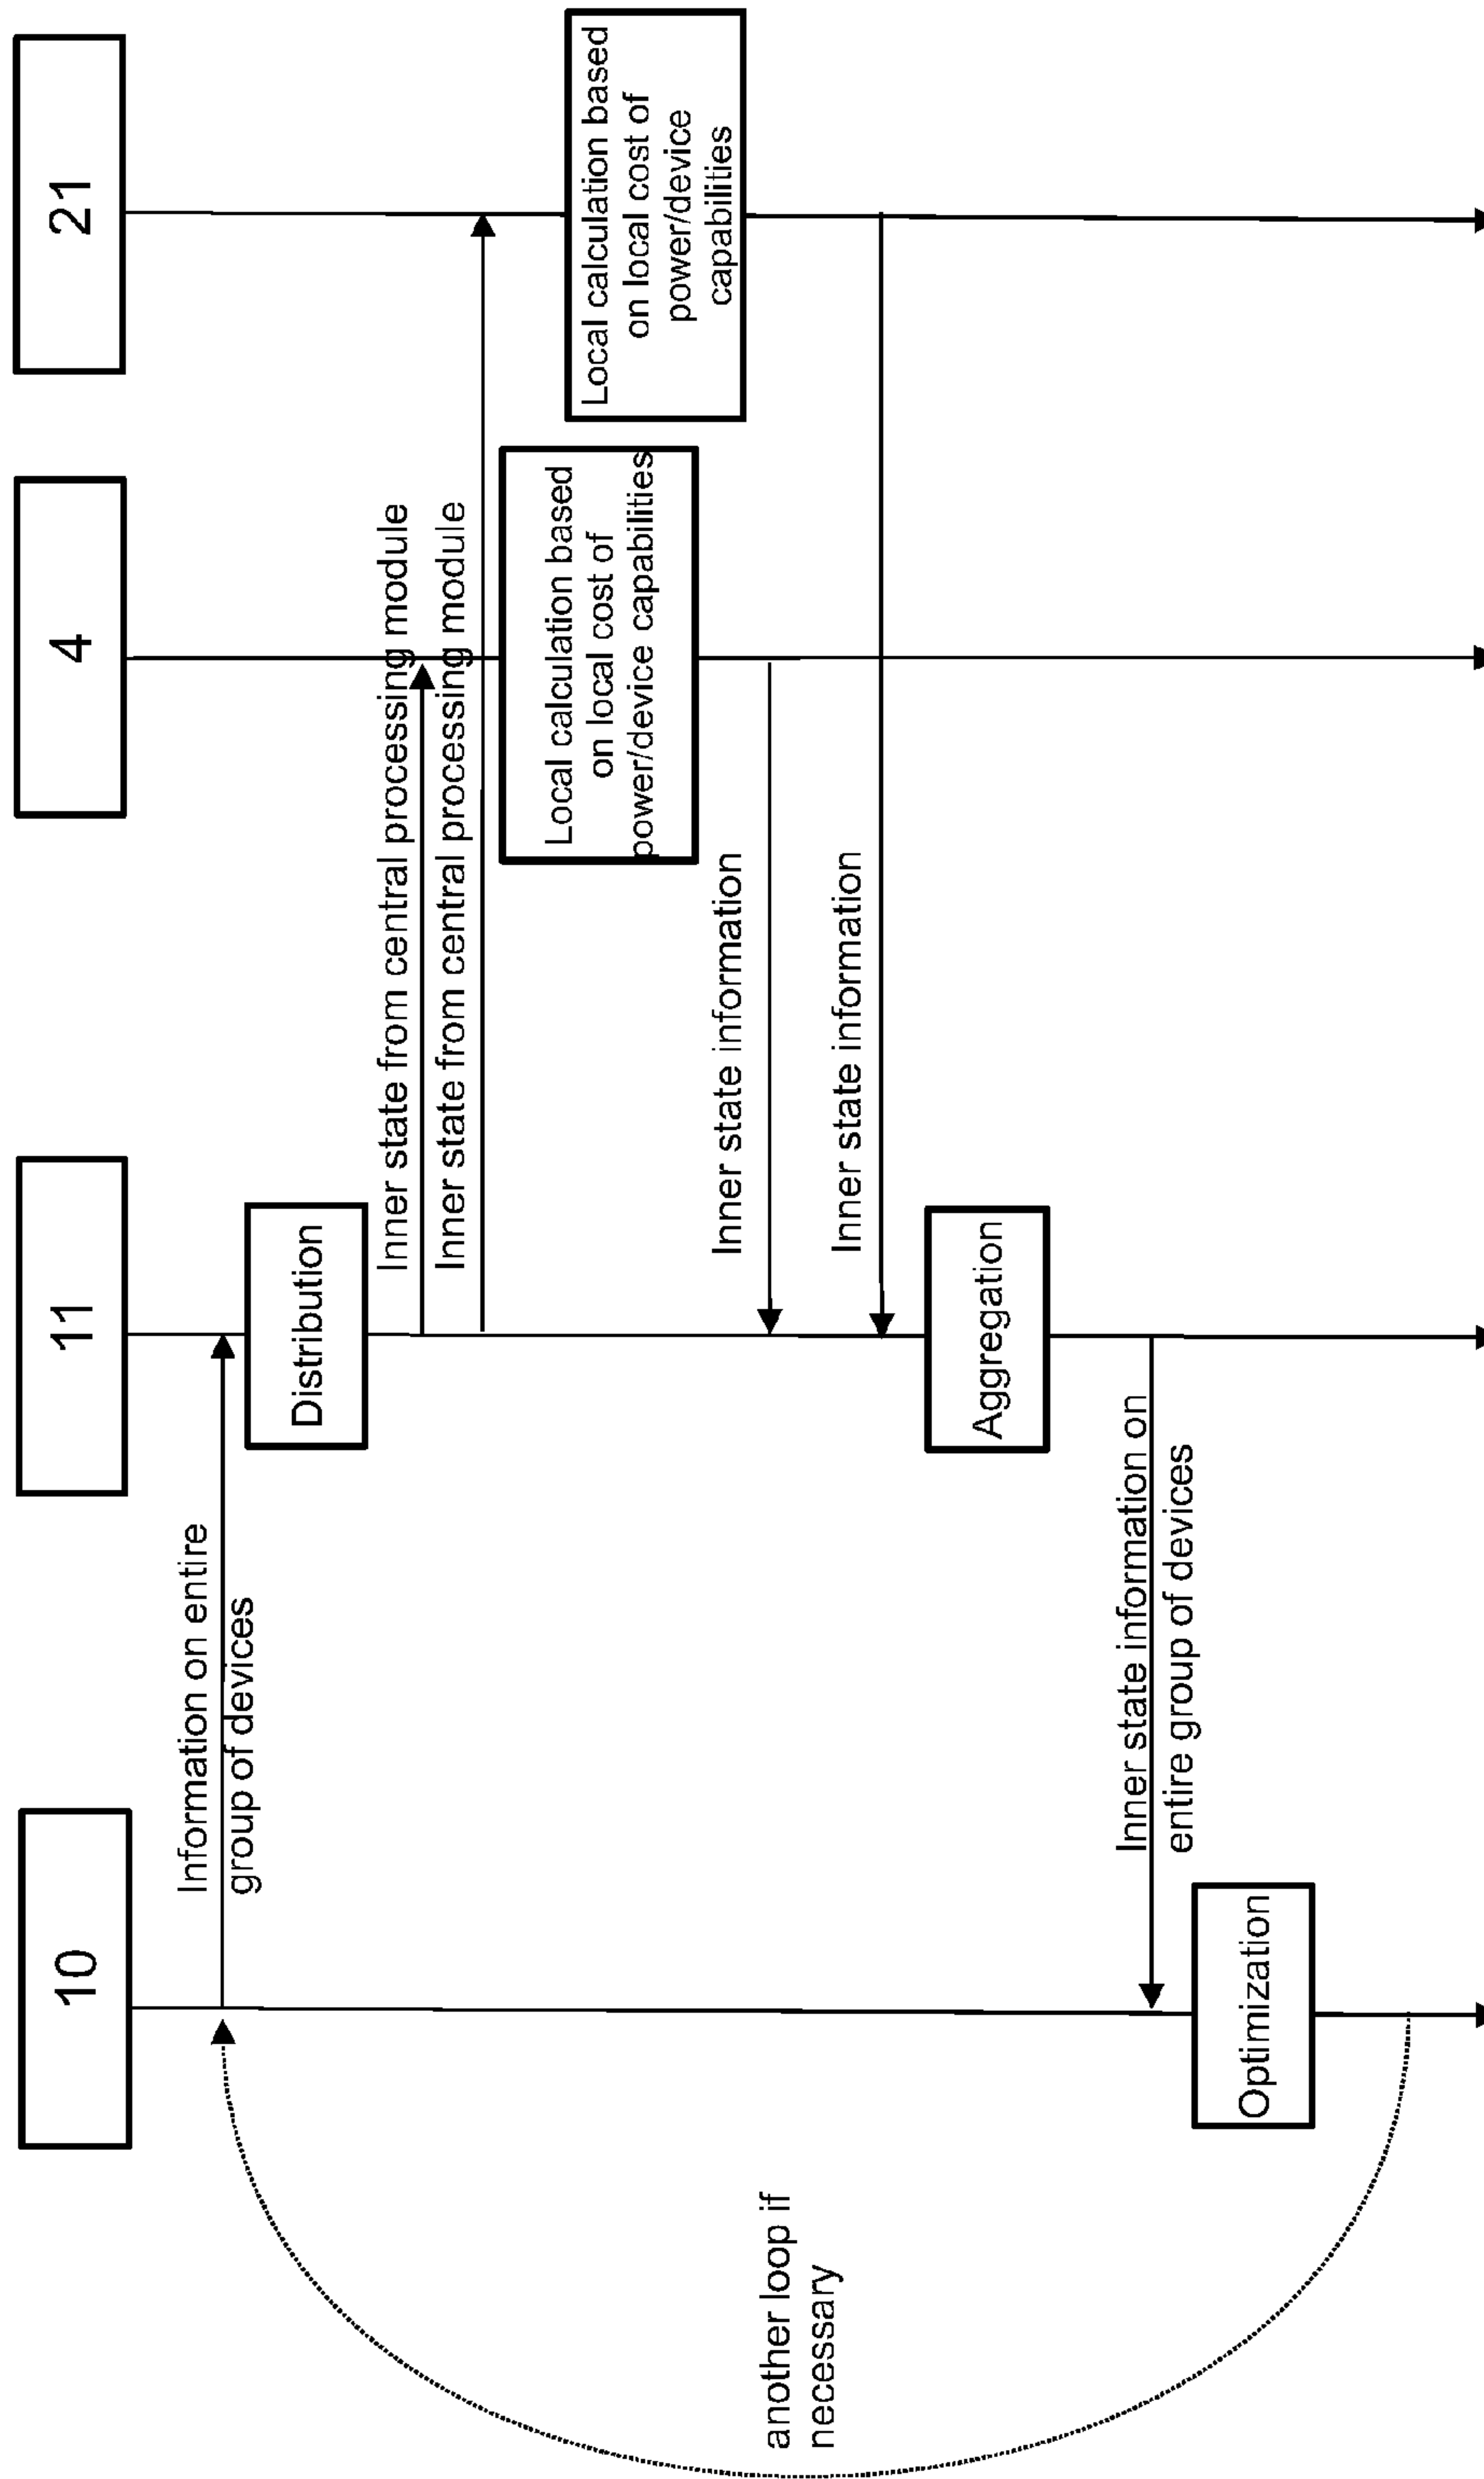 10
11
4
21
Information on entire
group of devices
Distribution
Inner state from central processing module
Inner state from central processing module
Local calculation based
on local cost of
power/device capabilities
Local calculation based
on local cost of
power/device
capabilities
Inner state information
Inner state information
Aggregation
Inner state information on
entire group of devices
Optimization
another loop if
necessary